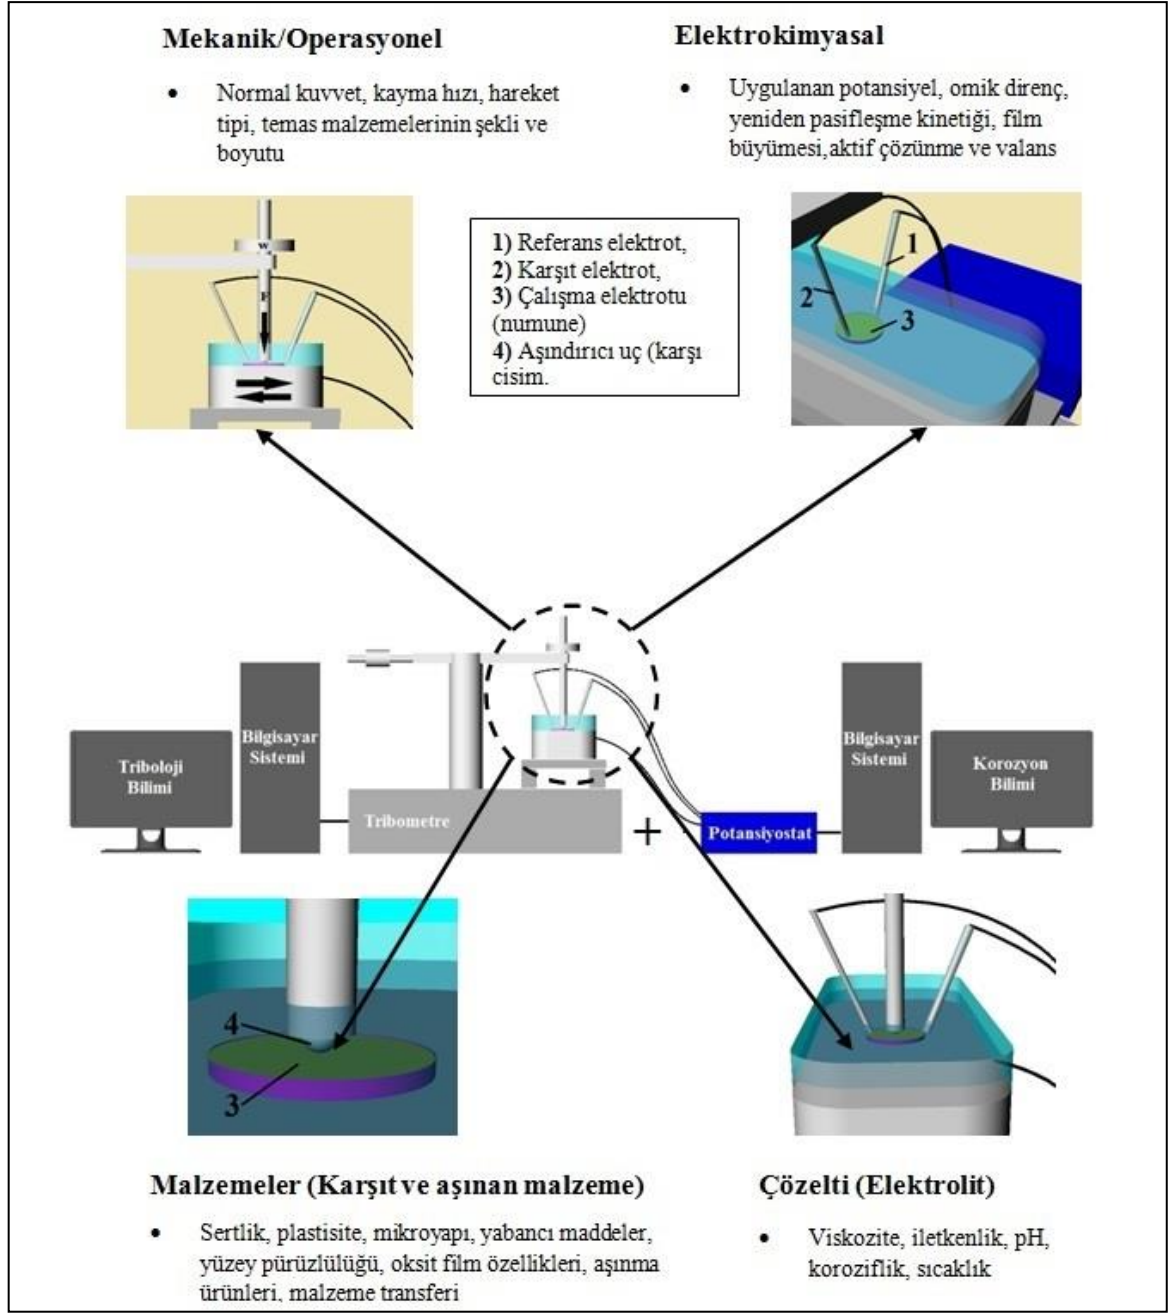 Mekanik/Operasyonel
• Normal kuvvet, kayma hızı, hareket
tipi, temas malzemelerinin şekli ve
boyutu
Elektrokimyasal
• Uygulanan potansiyel, omik direnç,
yeniden pasifleşme kinetiği, film
büyümesi,aktif çözünme ve valans
W
F
1) Referans elektrot,
2) Karşıt elektrot,
3) Çalışma elektrotu
(numune)
4) Aşındırıcı uç (karşı
cisim.
1
2
3
Triboloji
Bilimi
Bilgisayar
Sistemi
Tribometre
+
Potansiyostat
Bilgisayar
Sistemi
Korozyon
Bilimi
4
3
Malzemeler (Karşıt ve aşınan malzeme)
• Sertlik, plastisite, mikroyapı, yabancı maddeler,
yüzey pürüzlülüğü, oksit film özellikleri, aşınma
ürünleri, malzeme transferi
Çözelti (Elektrolit)
• Viskozite, iletkenlik, pH,
koroziflik, sıcaklık